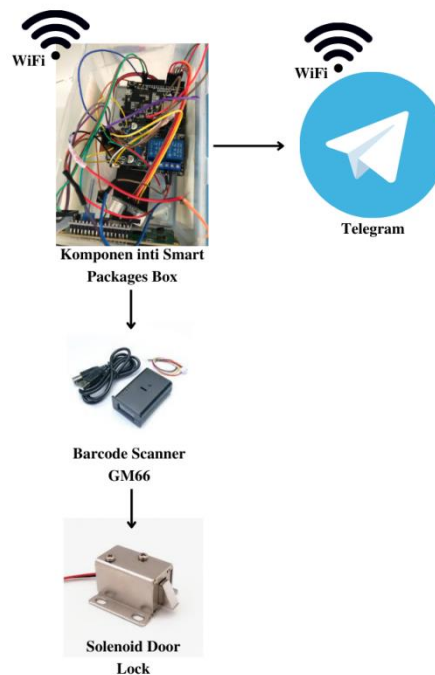 WiFi
WiFi
Komponen inti Smart
Packages Box
Telegram
Barcode Scanner
GM66
Solenoid Door
Lock